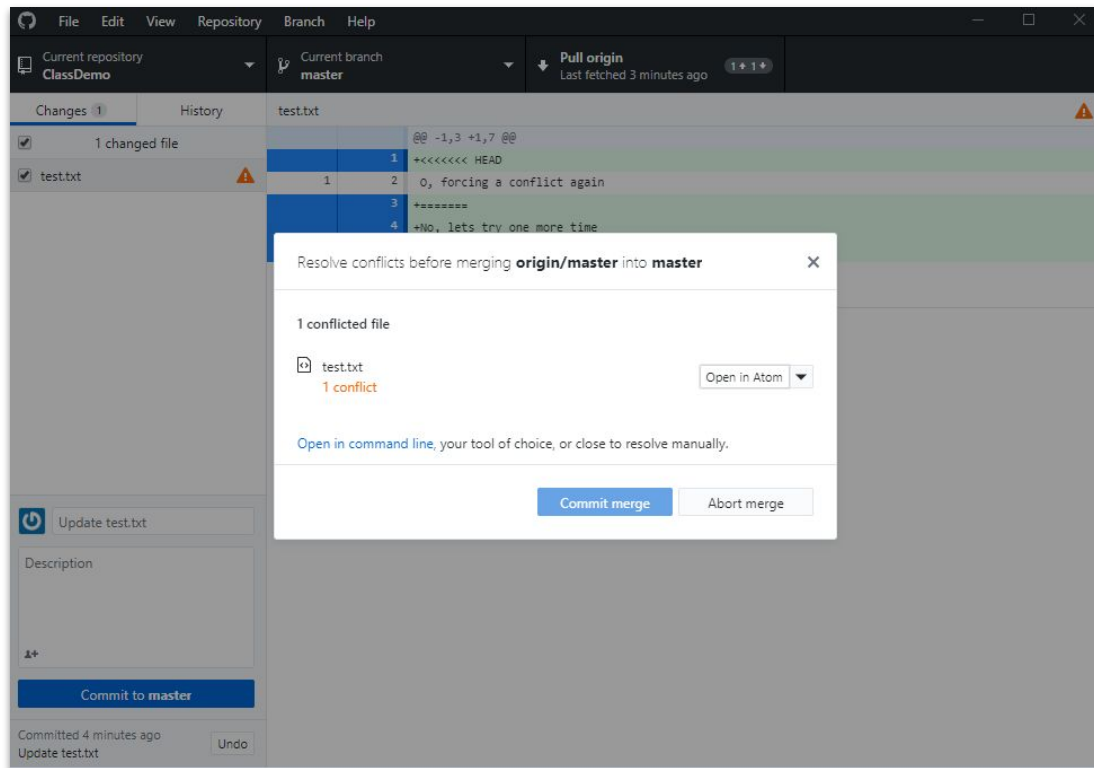 File Edit View Repository Branch Help
Current repository
ClassDemo
Current branch
master
Pull origin
Last fetched 3 minutes ago
1 1
Changes 1 History
test.txt
1 changed file
@@ -1,3 +1,7 @@
test.txt
1 +<<<<<<< HEAD
1 2 O, forcing a conflict again
3 +=======
4 +No, lets try one more time
Resolve conflicts before merging origin/master into master
1 conflicted file
test.txt
1 conflict
Open in Atom
Open in command line, your tool of choice, or close to resolve manually.
Commit merge Abort merge
Update test.txt
Description
Commit to master
Committed 4 minutes ago
Update test.txt
Undo